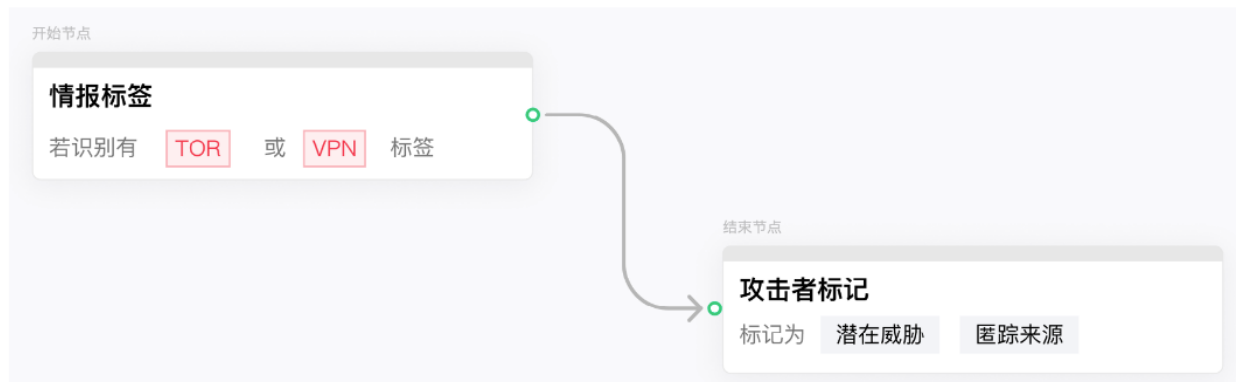 开始节点
情报标签
若识别有 TOR 或 VPN 标签
结束节点
攻击者标记
标记为 潜在威胁 匿踪来源